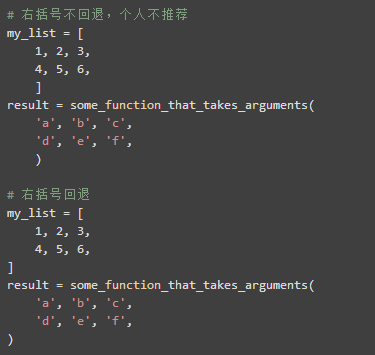 # 右括号不回退，个人不推荐
my_list = [
    1, 2, 3,
    4, 5, 6,
    ]
result = some_function_that_takes_arguments(
    'a', 'b', 'c',
    'd', 'e', 'f',
    )

# 右括号回退
my_list = [
    1, 2, 3,
    4, 5, 6,
]
result = some_function_that_takes_arguments(
    'a', 'b', 'c',
    'd', 'e', 'f',
)